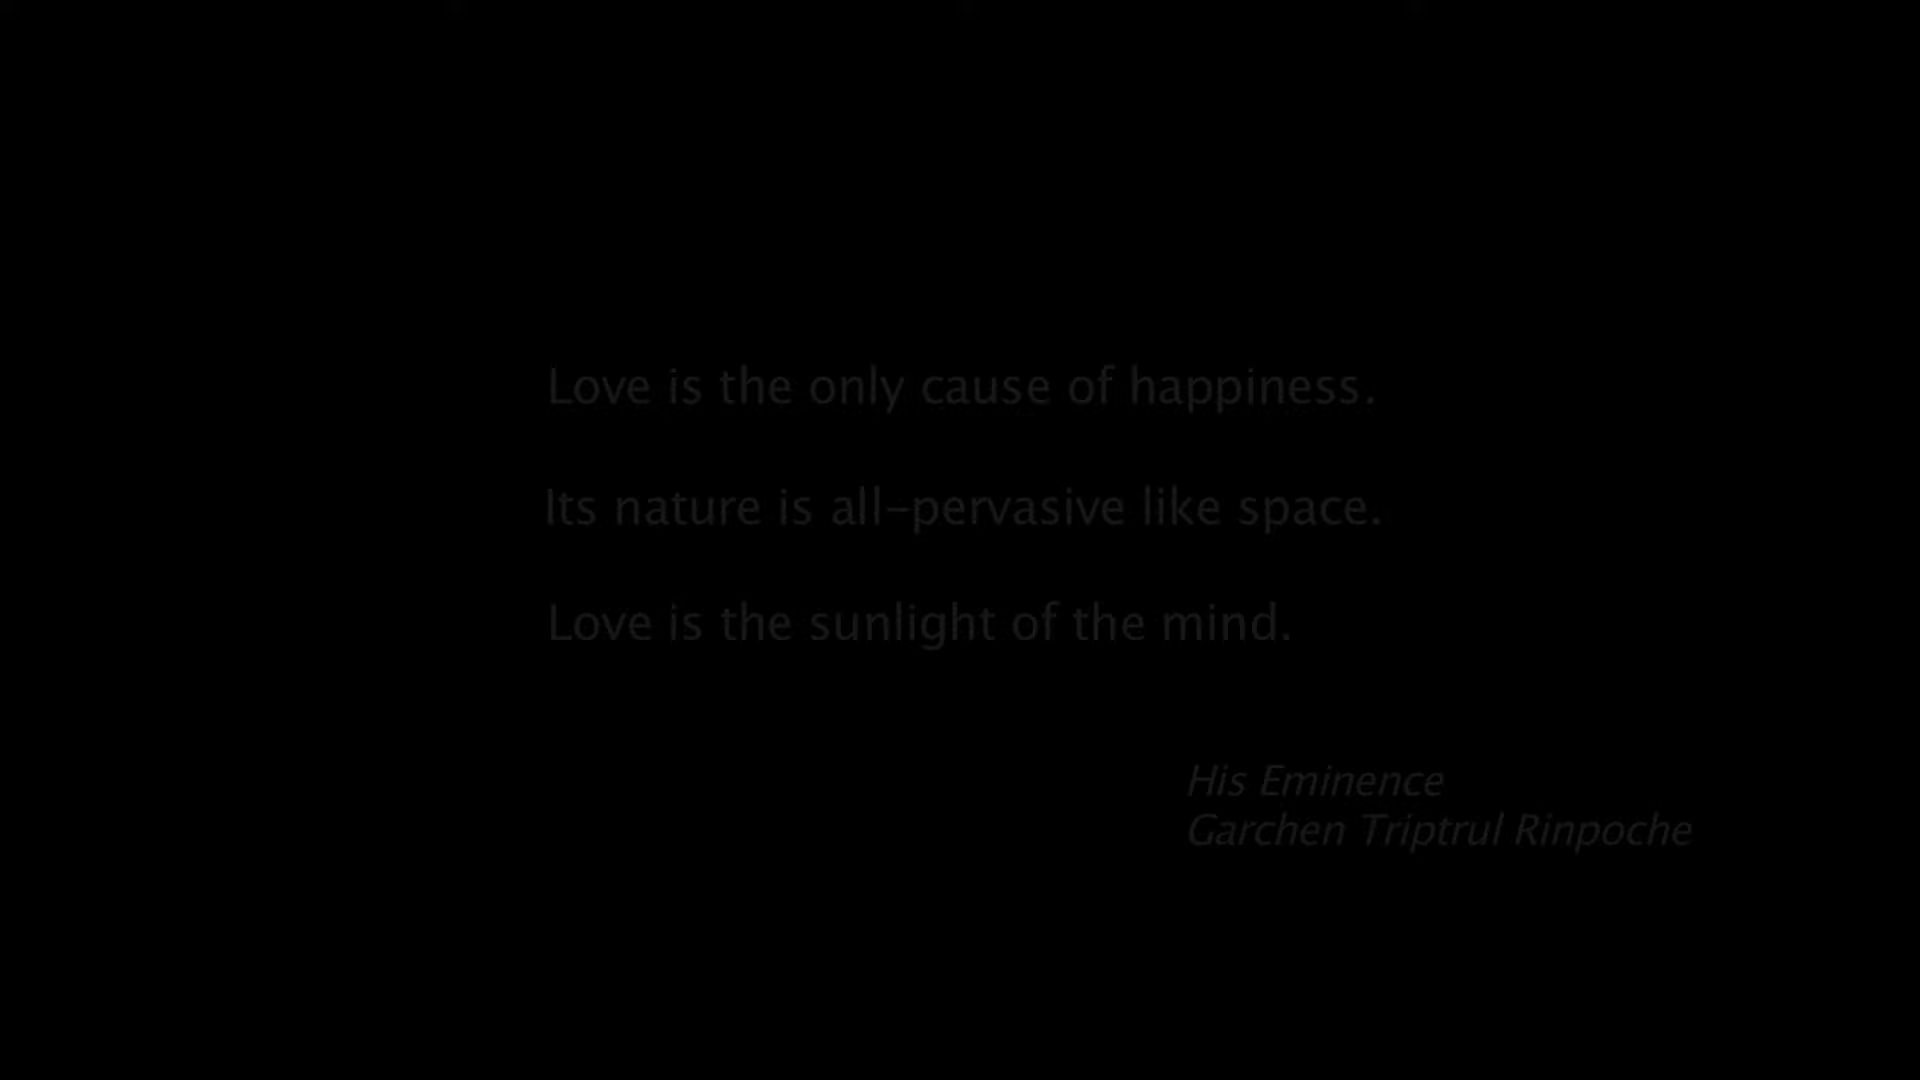 Love is the only cause of happiness.
Its nature is all-pervasive like space.
Love is the sunlight of the mind.
His Eminence
Garchen Triptrul Rinpoche